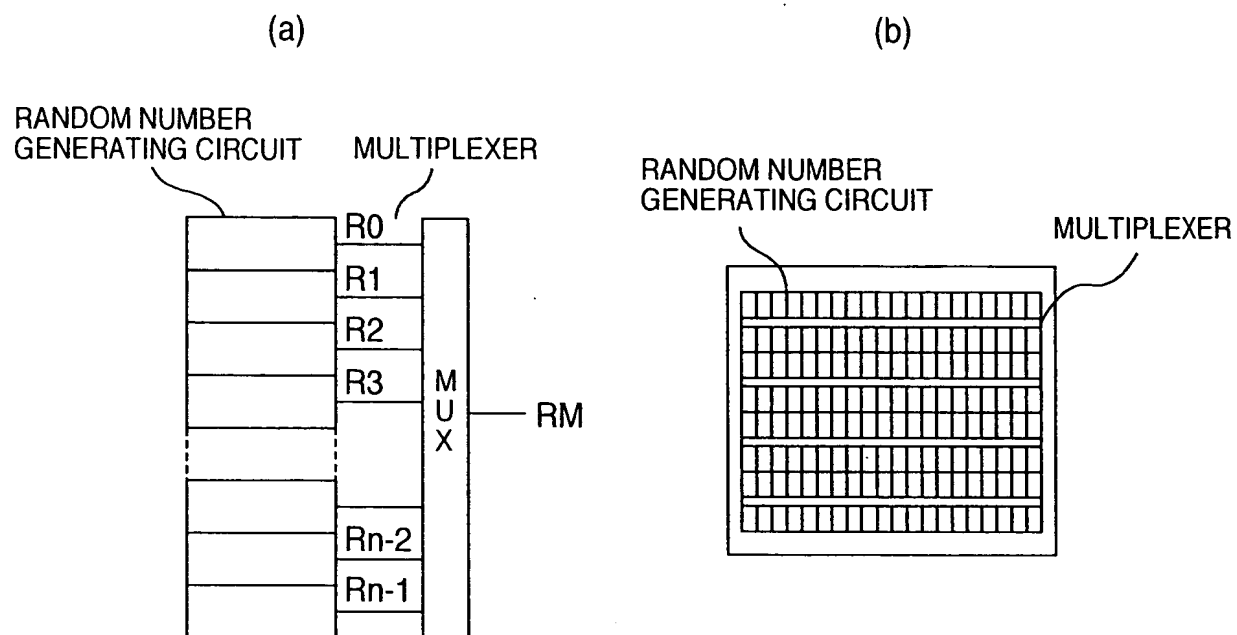 (a)
RANDOM NUMBER
GENERATING CIRCUIT
MULTIPLEXER
R0
R1
R2
R3
Rn-2
Rn-1
MUX
RM
(b)
RANDOM NUMBER
GENERATING CIRCUIT
MULTIPLEXER